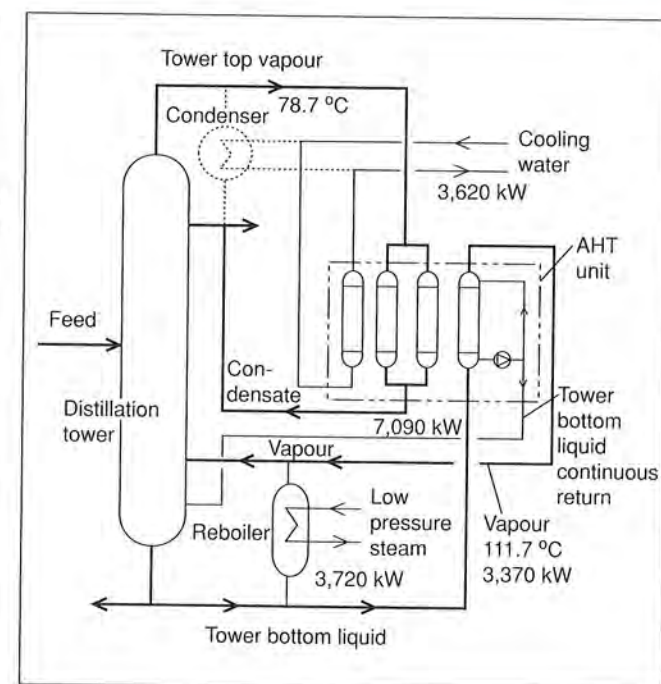 Tower top vapour
78.7 °C
Condenser
Cooling
water
3,620 kW
AHT
unit
Feed
Con-
densate
Distillation
tower
7,090 kW
Tower
bottom
liquid
continuous
return
Vapour
Reboiler
Low
pressure
steam
3,720 kW
Vapour
111.7 °C
3,370 kW
Tower bottom liquid